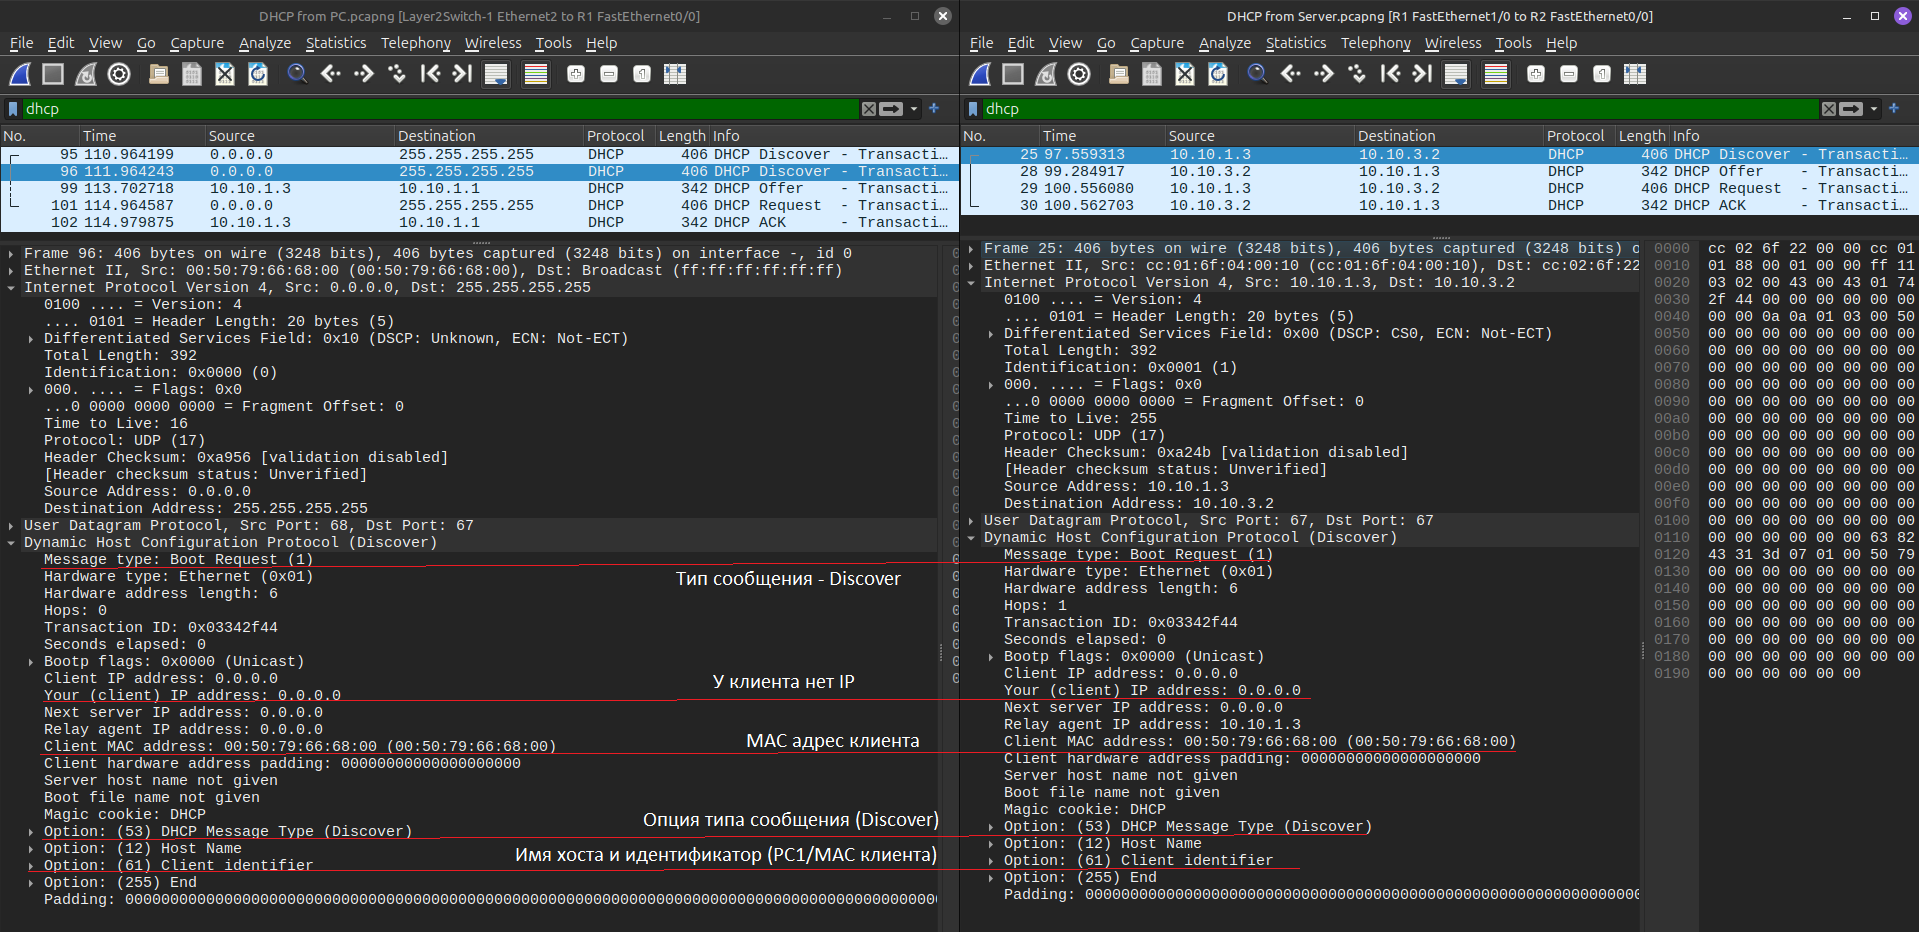 DHCP from PC.pcapng [Layer2Switch-1 Ethernet2 to R1 FastEthernet0/0]
File Edit View Go Capture Analyze Statistics Telephony Wireless Tools Help
dhcp
No. Time Source Destination Protocol Length Info
95 110.964199 0.0.0.0 255.255.255.255 DHCP 406 DHCP Discover - Transacti…
96 111.964243 0.0.0.0 255.255.255.255 DHCP 406 DHCP Discover - Transacti…
99 113.702718 10.10.1.3 10.10.1.1 DHCP 342 DHCP Offer - Transacti…
101 114.964587 0.0.0.0 255.255.255.255 DHCP 406 DHCP Request - Transacti…
102 114.979875 10.10.1.3 10.10.1.1 DHCP 342 DHCP ACK - Transacti…
Frame 96: 406 bytes on wire (3248 bits), 406 bytes captured (3248 bits) on interface -, id 0
Ethernet II, Src: 00:50:79:66:68:00 (00:50:79:66:68:00), Dst: Broadcast (ff:ff:ff:ff:ff:ff)
Internet Protocol Version 4, Src: 0.0.0.0, Dst: 255.255.255.255
0100 .... = Version: 4
.... 0101 = Header Length: 20 bytes (5)
Differentiated Services Field: 0x10 (DSCP: Unknown, ECN: Not-ECT)
Total Length: 392
Identification: 0x0000 (0)
000. .... = Flags: 0x0
...0 0000 0000 0000 = Fragment Offset: 0
Time to Live: 16
Protocol: UDP (17)
Header Checksum: 0xa956 [validation disabled]
[Header checksum status: Unverified]
Source Address: 0.0.0.0
Destination Address: 255.255.255.255
User Datagram Protocol, Src Port: 68, Dst Port: 67
Dynamic Host Configuration Protocol (Discover)
Message type: Boot Request (1)
Hardware type: Ethernet (0x01)
Hardware address length: 6
Hops: 0
Transaction ID: 0x03342f44
Seconds elapsed: 0
Bootp flags: 0x0000 (Unicast)
Client IP address: 0.0.0.0
Your (client) IP address: 0.0.0.0
Next server IP address: 0.0.0.0
Relay agent IP address: 0.0.0.0
Client MAC address: 00:50:79:66:68:00 (00:50:79:66:68:00)
Client hardware address padding: 00000000000000000000
Server host name not given
Boot file name not given
Magic cookie: DHCP
Option: (53) DHCP Message Type (Discover)
Option: (12) Host Name
Option: (61) Client identifier
Option: (255) End
Тип сообщения - Discover
У клиента нет IP
MAC адрес клиента
Опция типа сообщения (Discover)
Имя хоста и идентификатор (PC1/MAC клиента)
DHCP from Server.pcapng [R1 FastEthernet1/0 to R2 FastEthernet0/0]
File Edit View Go Capture Analyze Statistics Telephony Wireless Tools Help
dhcp
No. Time Source Destination Protocol Length Info
25 97.559313 10.10.1.3 10.10.3.2 DHCP 406 DHCP Discover - Transacti…
28 99.284917 10.10.3.2 10.10.1.3 DHCP 342 DHCP Offer - Transacti…
29 100.556080 10.10.1.3 10.10.3.2 DHCP 406 DHCP Request - Transacti…
30 100.562703 10.10.3.2 10.10.1.3 DHCP 342 DHCP ACK - Transacti…
Frame 25: 406 bytes on wire (3248 bits), 406 bytes captured (3248 bits) o
Ethernet II, Src: cc:01:6f:04:00:10 (cc:01:6f:04:00:10), Dst: cc:02:6f:22
Internet Protocol Version 4, Src: 10.10.1.3, Dst: 10.10.3.2
0100 .... = Version: 4
.... 0101 = Header Length: 20 bytes (5)
Differentiated Services Field: 0x00 (DSCP: CS0, ECN: Not-ECT)
Total Length: 392
Identification: 0x0001 (1)
000. .... = Flags: 0x0
...0 0000 0000 0000 = Fragment Offset: 0
Time to Live: 255
Protocol: UDP (17)
Header Checksum: 0xa24b [validation disabled]
[Header checksum status: Unverified]
Source Address: 10.10.1.3
Destination Address: 10.10.3.2
User Datagram Protocol, Src Port: 67, Dst Port: 67
Dynamic Host Configuration Protocol (Discover)
Message type: Boot Request (1)
Hardware type: Ethernet (0x01)
Hardware address length: 6
Hops: 1
Transaction ID: 0x03342f44
Seconds elapsed: 0
Bootp flags: 0x0000 (Unicast)
Client IP address: 0.0.0.0
Your (client) IP address: 0.0.0.0
Next server IP address: 0.0.0.0
Relay agent IP address: 10.10.1.3
Client MAC address: 00:50:79:66:68:00 (00:50:79:66:68:00)
Client hardware address padding: 00000000000000000000
Server host name not given
Boot file name not given
Magic cookie: DHCP
Option: (53) DHCP Message Type (Discover)
Option: (12) Host Name
Option: (61) Client identifier
Option: (255) End
0000 cc 02 6f 22 00 00 cc 01
0010 01 88 00 01 00 00 ff 11
0020 03 02 00 43 00 43 01 74
0030 2f 44 00 00 00 00 00 00
0040 00 00 0a 0a 01 03 00 50
0050 00 00 00 00 00 00 00 00
0060 00 00 00 00 00 00 00 00
0070 00 00 00 00 00 00 00 00
0080 00 00 00 00 00 00 00 00
0090 00 00 00 00 00 00 00 00
00a0 00 00 00 00 00 00 00 00
00b0 00 00 00 00 00 00 00 00
00c0 00 00 00 00 00 00 00 00
00d0 00 00 00 00 00 00 00 00
00e0 00 00 00 00 00 00 00 00
00f0 00 00 00 00 00 00 00 00
0100 00 00 00 00 00 00 00 00
0110 00 00 00 00 00 00 63 82
0120 43 31 3d 07 01 00 50 79
0130 00 00 00 00 00 00 00 00
0140 00 00 00 00 00 00 00 00
0150 00 00 00 00 00 00 00 00
0160 00 00 00 00 00 00 00 00
0170 00 00 00 00 00 00 00 00
0180 00 00 00 00 00 00 00 00
0190 00 00 00 00 00 00